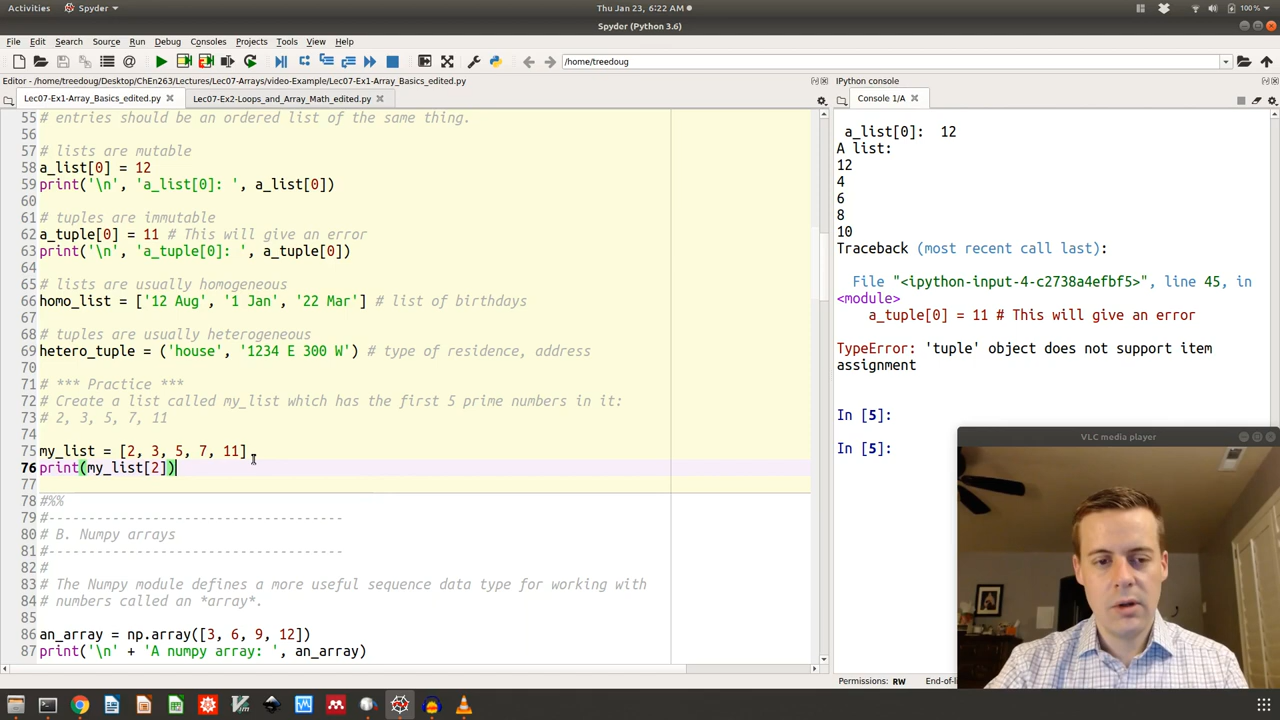 Activities
Spyder
Thu Jan 23, 6:22 AM
100 %
Spyder (Python 3.6)
File Edit Search Source Run Debug Consoles Projects Tools View Help
/home/treedoug
Editor - /home/treedoug/Desktop/ChEn263/Lectures/Lec07-Arrays/video-Example/Lec07-Ex1-Array_Basics_edited.py
Lec07-Ex1-Array_Basics_edited.py
Lec07-Ex2-Loops_and_Array_Math_edited.py
55 # entries should be an ordered list of the same thing.
56
57 # lists are mutable
58 a_list[0] = 12
59 print('\n', 'a_list[0]: ', a_list[0])
60
61 # tuples are immutable
62 a_tuple[0] = 11 # This will give an error
63 print('\n', 'a_tuple[0]: ', a_tuple[0])
64
65 # lists are usually homogeneous
66 homo_list = ['12 Aug', '1 Jan', '22 Mar'] # list of birthdays
67
68 # tuples are usually heterogeneous
69 hetero_tuple = ('house', '1234 E 300 W') # type of residence, address
70
71 # *** Practice ***
72 # Create a list called my_list which has the first 5 prime numbers in it:
73 # 2, 3, 5, 7, 11
74
75 my_list = [2, 3, 5, 7, 11]
76 print(my_list[2])
77
78 #%%
79 #-------------------------------------
80 # B. Numpy arrays
81 #-------------------------------------
82 #
83 # The Numpy module defines a more useful sequence data type for working with
84 # numbers called an *array*.
85
86 an_array = np.array([3, 6, 9, 12])
87 print('\n' + 'A numpy array: ', an_array)
IPython console
Console 1/A
a_list[0]:  12
A list:
12
4
6
8
10
Traceback (most recent call last):
File "<ipython-input-4-c2738a4efbf5>", line 45, in
<module>
a_tuple[0] = 11 # This will give an error
TypeError: 'tuple' object does not support item
assignment
In [5]:
In [5]:
VLC media player
Permissions: RW
End-of-l